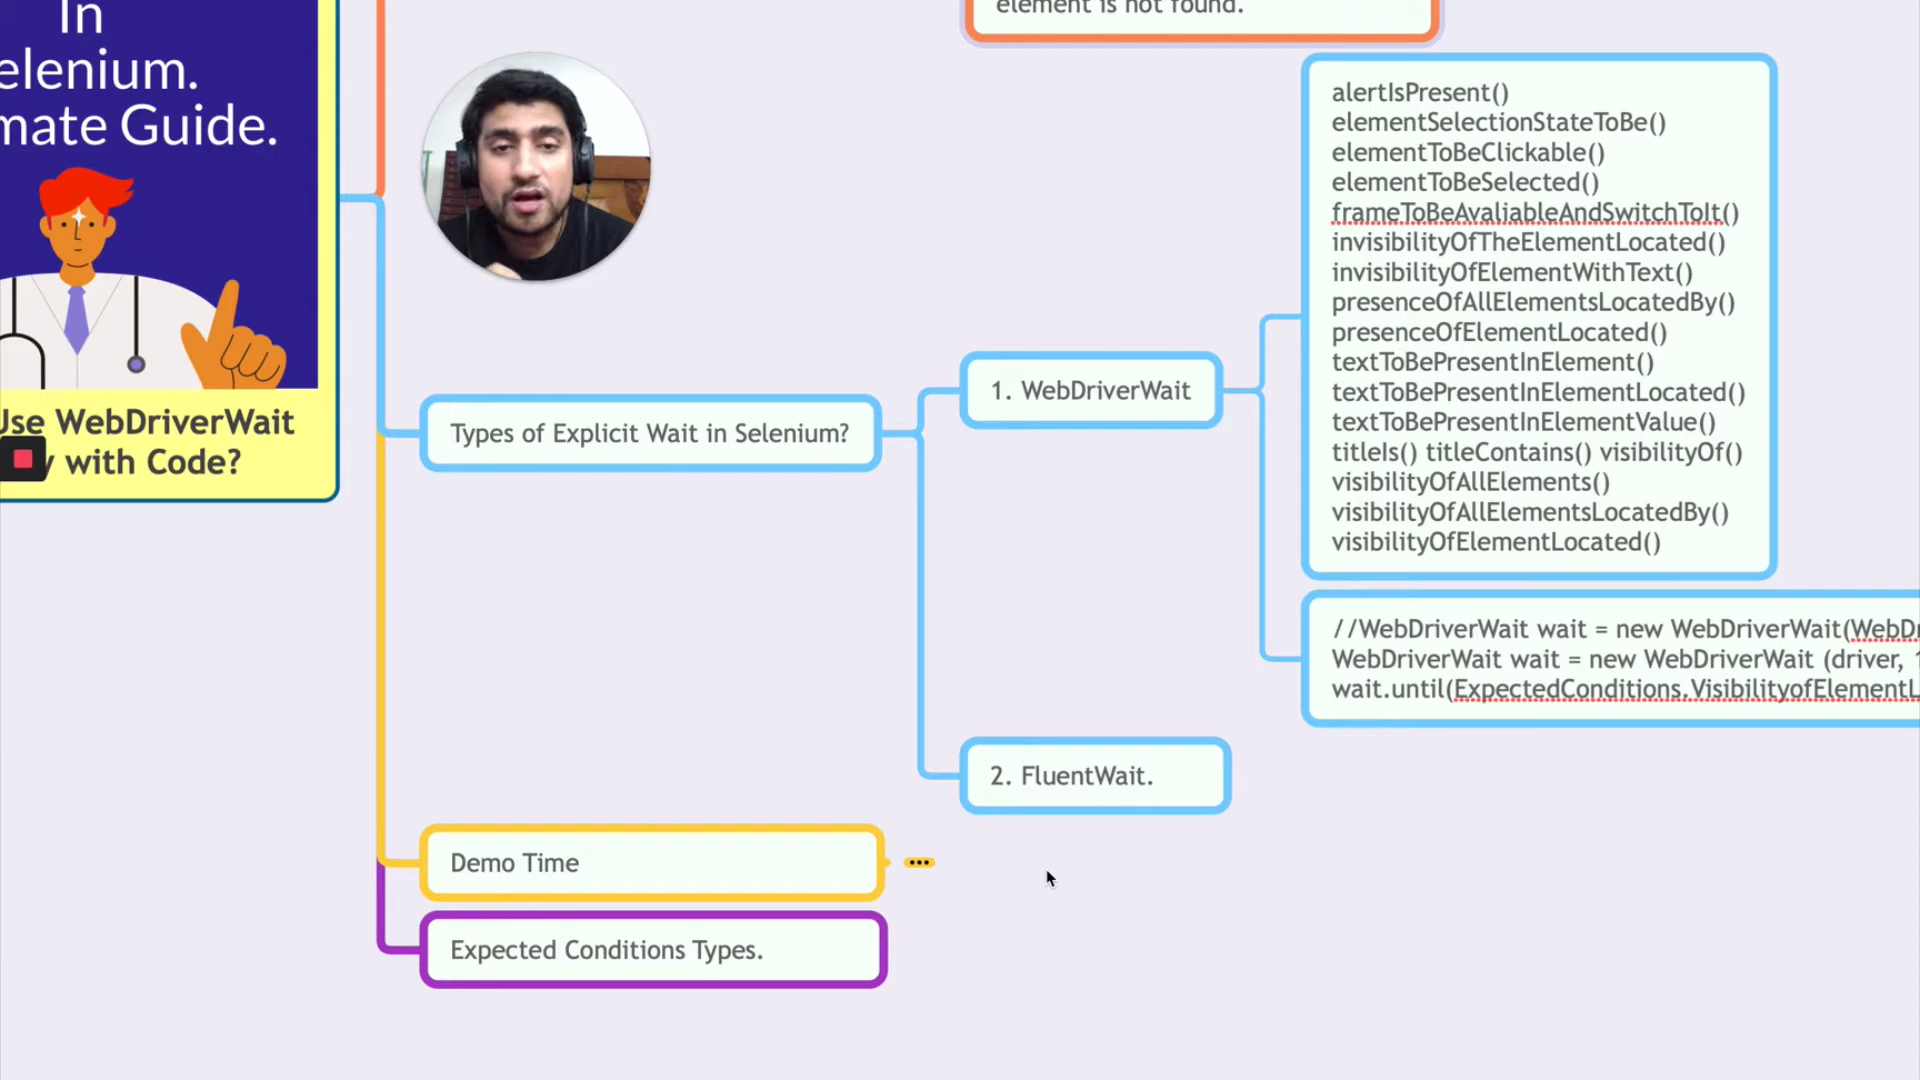 In
elenium.
mate Guide.
Use WebDriverWait
y with Code?
element is not found.
Types of Explicit Wait in Selenium?
1. WebDriverWait
alertIsPresent()
elementSelectionStateToBe()
elementToBeClickable()
elementToBeSelected()
frameToBeAvaliableAndSwitchToIt()
invisibilityOfTheElementLocated()
invisibilityOfElementWithText()
presenceOfAllElementsLocatedBy()
presenceOfElementLocated()
textToBePresentInElement()
textToBePresentInElementLocated()
textToBePresentInElementValue()
titleIs() titleContains() visibilityOf()
visibilityOfAllElements()
visibilityOfAllElementsLocatedBy()
visibilityOfElementLocated()
//WebDriverWait wait = new WebDriverWait(WebDr
WebDriverWait wait = new WebDriverWait (driver, 1
wait.until(ExpectedConditions.VisibilityofElementL
2. FluentWait.
Demo Time
Expected Conditions Types.